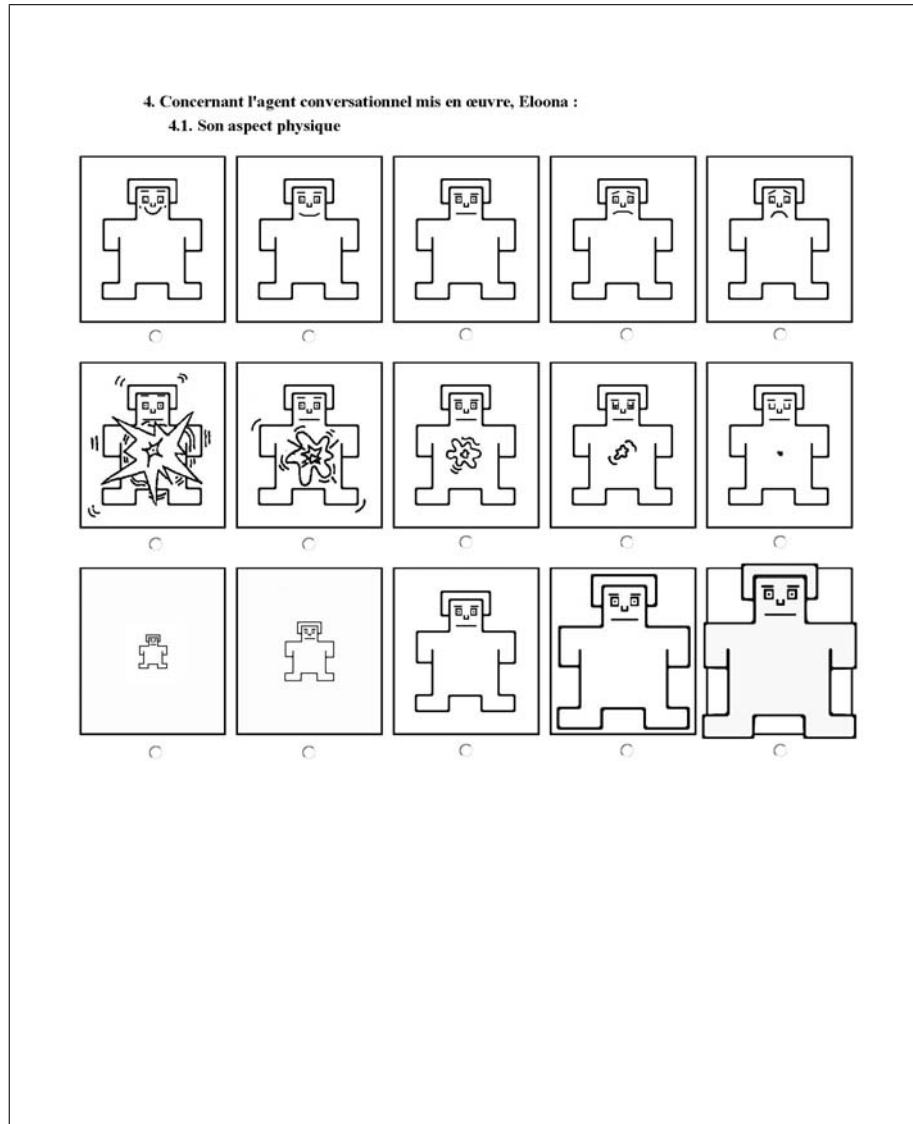 4. Concernant l'agent conversationnel mis en œuvre, Eloona :
4.1. Son aspect physique